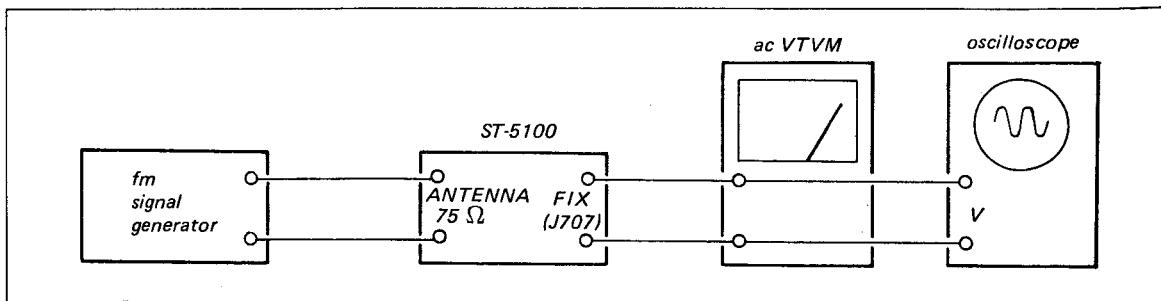 ac VTVM
oscilloscope
ST-5100
fm
signal
generator
ANTENNA
75 Ω
FIX
(J707)
V